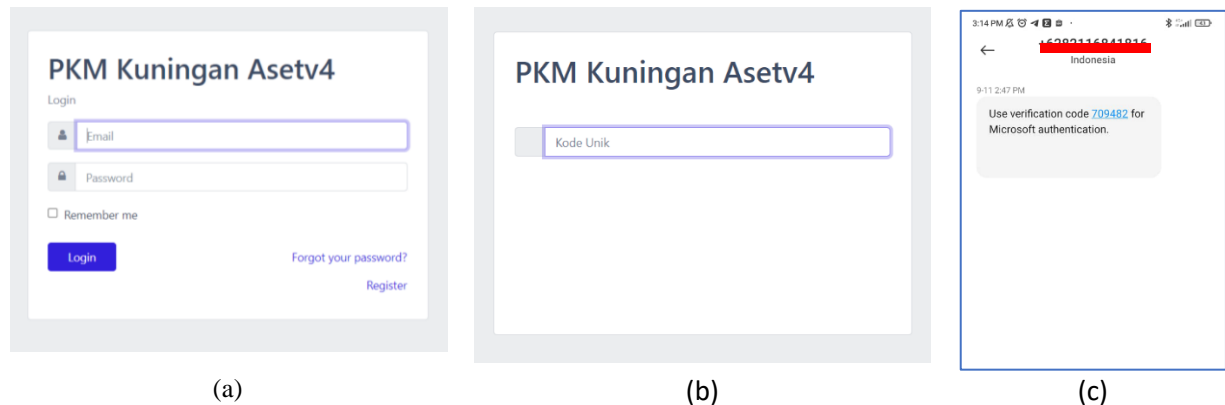 PKM Kuningan Asetv4
Login
Email
Password
Remember me
Login
Forgot your password?
Register
(a)
PKM Kuningan Asetv4
Kode Unik
(b)
3:14 PM
Indonesia
9-11 2:47 PM
Use verification code 709482 for
Microsoft authentication.
(c)